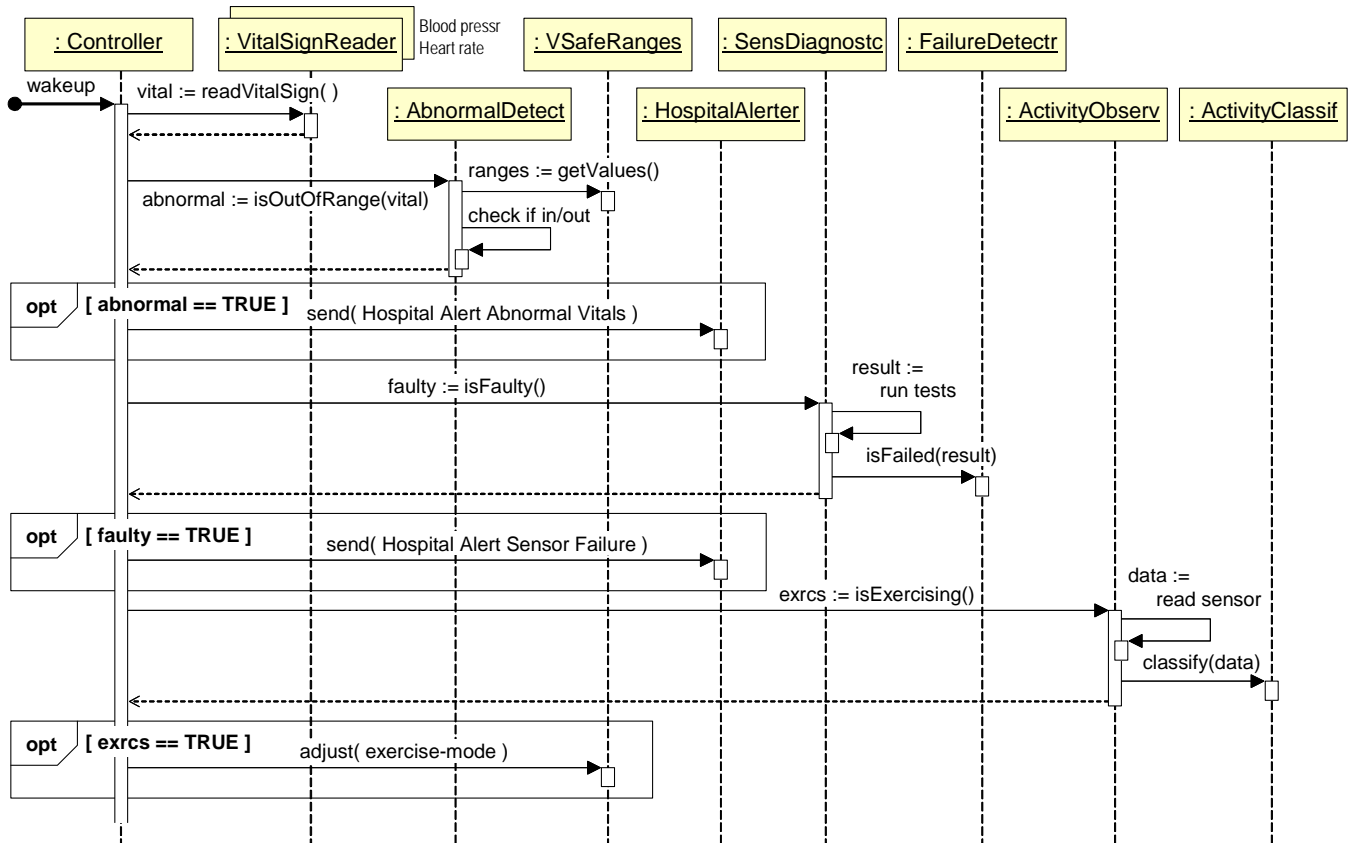 : Controller
: VitalSignReader
Blood pressr
Heart rate
: VSafeRanges
: SensDiagnostc
: FailureDetectr
wakeup
vital := readVitalSign( )
: AbnormalDetect
: HospitalAlerter
: ActivityObserv
: ActivityClassif
ranges := getValues()
abnormal := isOutOfRange(vital)
check if in/out
opt
[ abnormal == TRUE ]
send( Hospital Alert Abnormal Vitals )
result :=
run tests
faulty := isFaulty()
isFailed(result)
opt
[ faulty == TRUE ]
send( Hospital Alert Sensor Failure )
data :=
read sensor
exrcs := isExercising()
classify(data)
opt
[ exrcs == TRUE ]
adjust( exercise-mode )